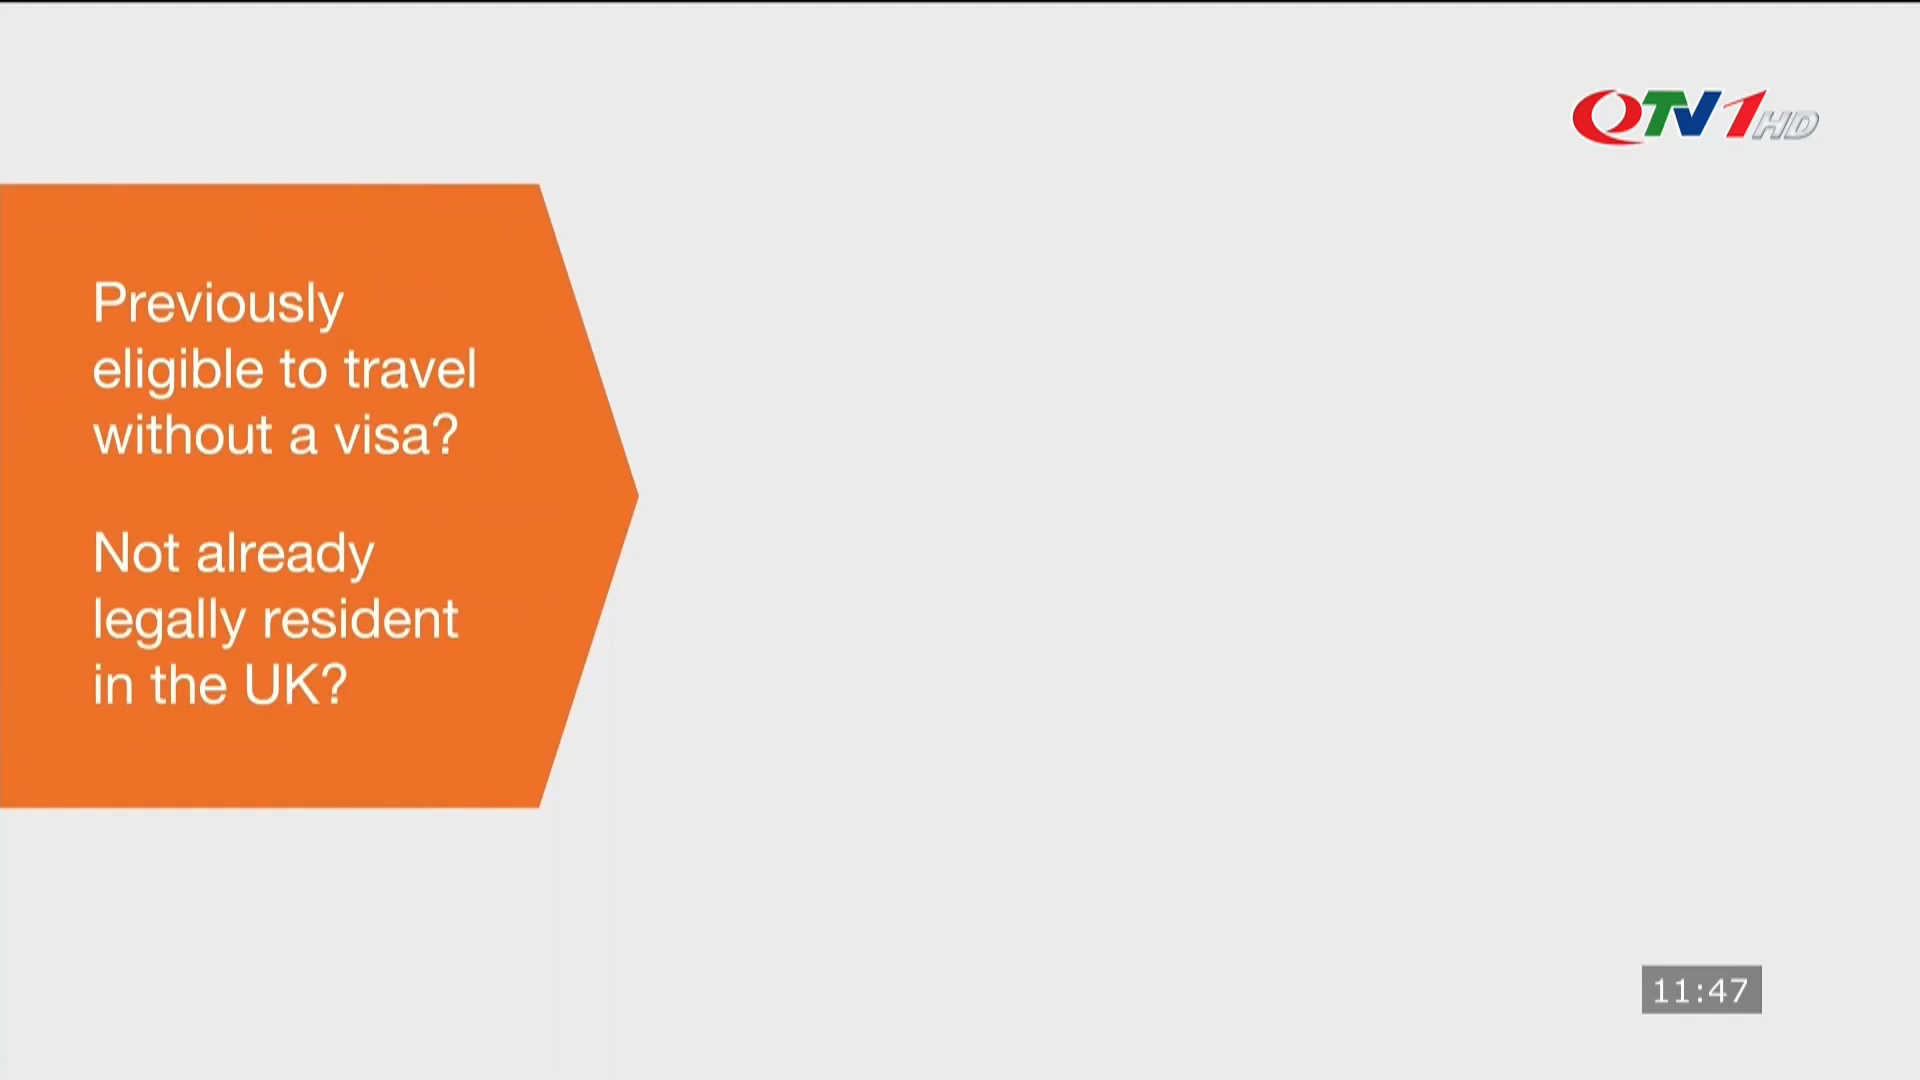 QTV1HD
Previously
eligible to travel
without a visa?
Not already
legally resident
in the UK?
11:47